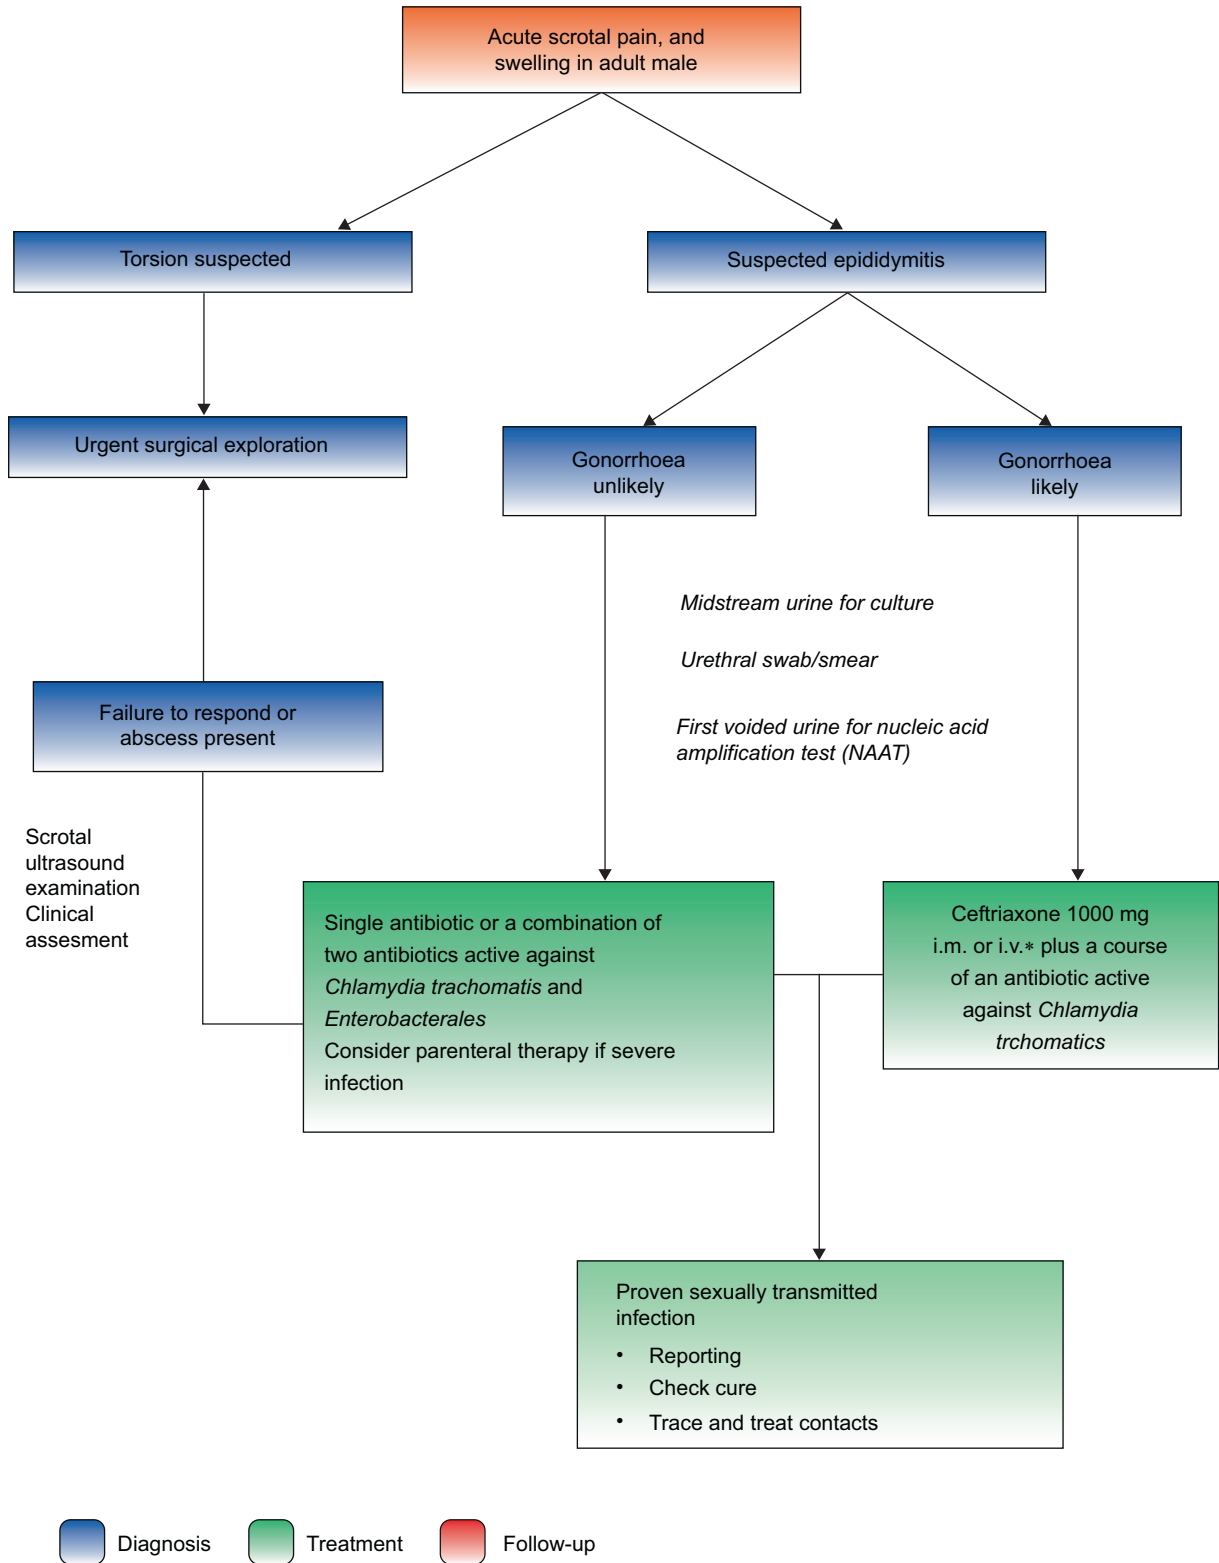 Acute scrotal pain, and
swelling in adult male
Torsion suspected
Suspected epididymitis
Urgent surgical exploration
Gonorrhoea
unlikely
Gonorrhoea
likely
Midstream urine for culture
Urethral swab/smear
First voided urine for nucleic acid
amplification test (NAAT)
Failure to respond or
abscess present
Scrotal
ultrasound
examination
Clinical
assesment
Single antibiotic or a combination of
two antibiotics active against
Chlamydia trachomatis and
Enterobacterales
Consider parenteral therapy if severe
infection
Ceftriaxone 1000 mg
i.m. or i.v.* plus a course
of an antibiotic active
against Chlamydia
trchomatics
Proven sexually transmitted
infection
• Reporting
• Check cure
• Trace and treat contacts
Diagnosis
Treatment
Follow-up